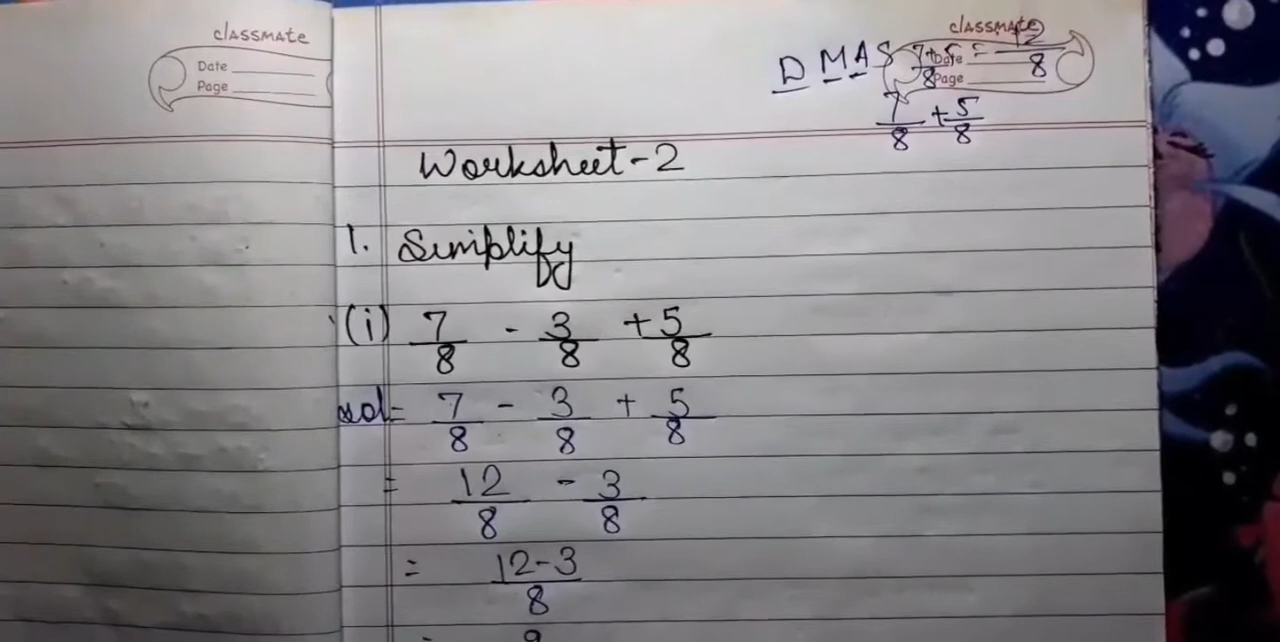 classmate
Date
Page
classmate
Date
Page
DMAS 7+5/8 = 12/8
7/8 + 5/8
Worksheet-2
1. Simplify
(i) 7/8 - 3/8 + 5/8
sol= 7/8 - 3/8 + 5/8
= 12/8 - 3/8
= 12-3/8
= 9